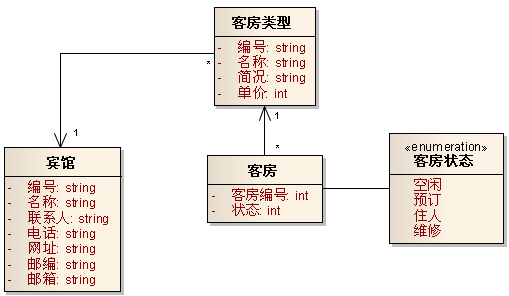 客房类型
- 编号: string
- 名称: string
- 简况: string
- 单价: int
*
1
1
*
宾馆
- 编号: string
- 名称: string
- 联系人: string
- 电话: string
- 网址: string
- 邮编: string
- 邮箱: string
客房
- 客房编号: int
- 状态: int
«enumeration»
客房状态
空闲
预订
住人
维修